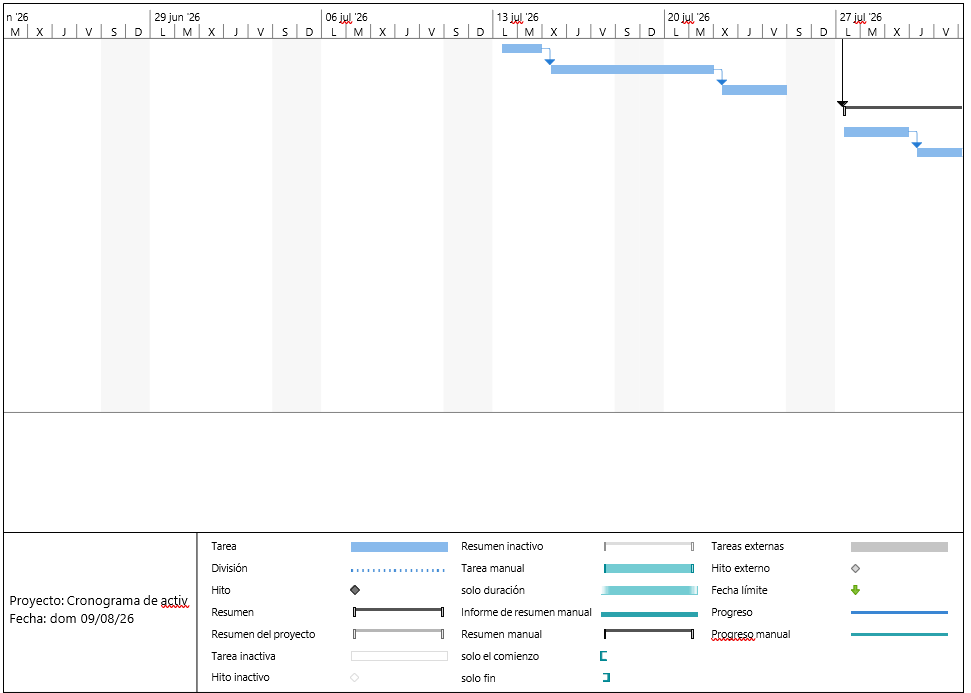 n '26 29 jun '26 06 jul '26 13 jul '26 20 jul '26 27 jul '26
M X J V S D L M X J V S D L M X J V S D L M X J V S D L M X J V S D L M X J V
Tarea
División
Hito
Resumen
Resumen del proyecto
Tarea inactiva
Hito inactivo
Resumen inactivo
Tarea manual
solo duración
Informe de resumen manual
Resumen manual
solo el comienzo
solo fin
Tareas externas
Hito externo
Fecha límite
Progreso
Progreso manual
Proyecto: Cronograma de activ
Fecha: dom 09/08/26